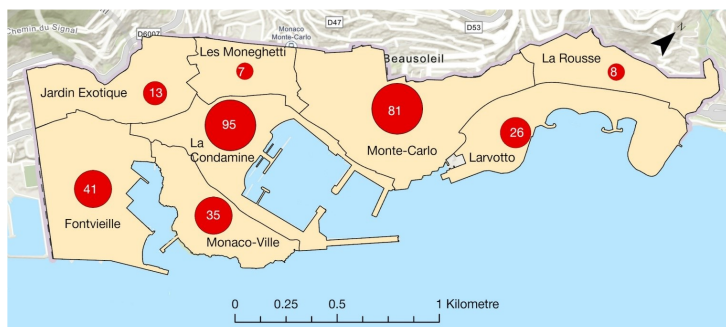 Chemin du Signal
D6007
Monaco
Monte-Carlo
D47
D53
N
Les Moneghetti
Beausoleil
La Rousse
7
8
Jardin Exotique
13
81
95
La
Condamine
Monte-Carlo
26
Larvotto
41
Fontvieille
35
Monaco-Ville
0 0.25 0.5 1 Kilometre